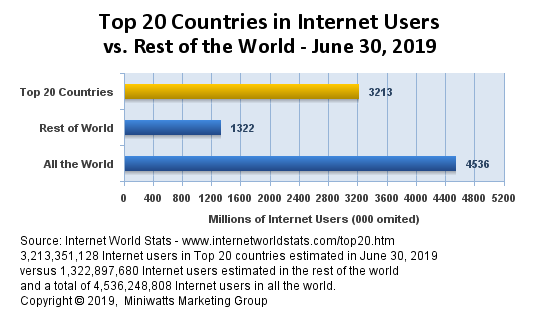 Top 20 Countries in Internet Users
vs. Rest of the World - June 30, 2019
Top 20 Countries 3213
Rest of World 1322
All the World 4536
0 400 800 1200 1600 2000 2400 2800 3200 3600 4000 4400 4800 5200
Millions of Internet Users (000 omited)
Source: Internet World Stats - www.internetworldstats.com/top20.htm
3,213,351,128 Internet users in Top 20 countries estimated in June 30, 2019
versus 1,322,897,680 Internet users estimated in the rest of the world
and a total of 4,536,248,808 Internet users in all the world.
Copyright © 2019, Miniwatts Marketing Group